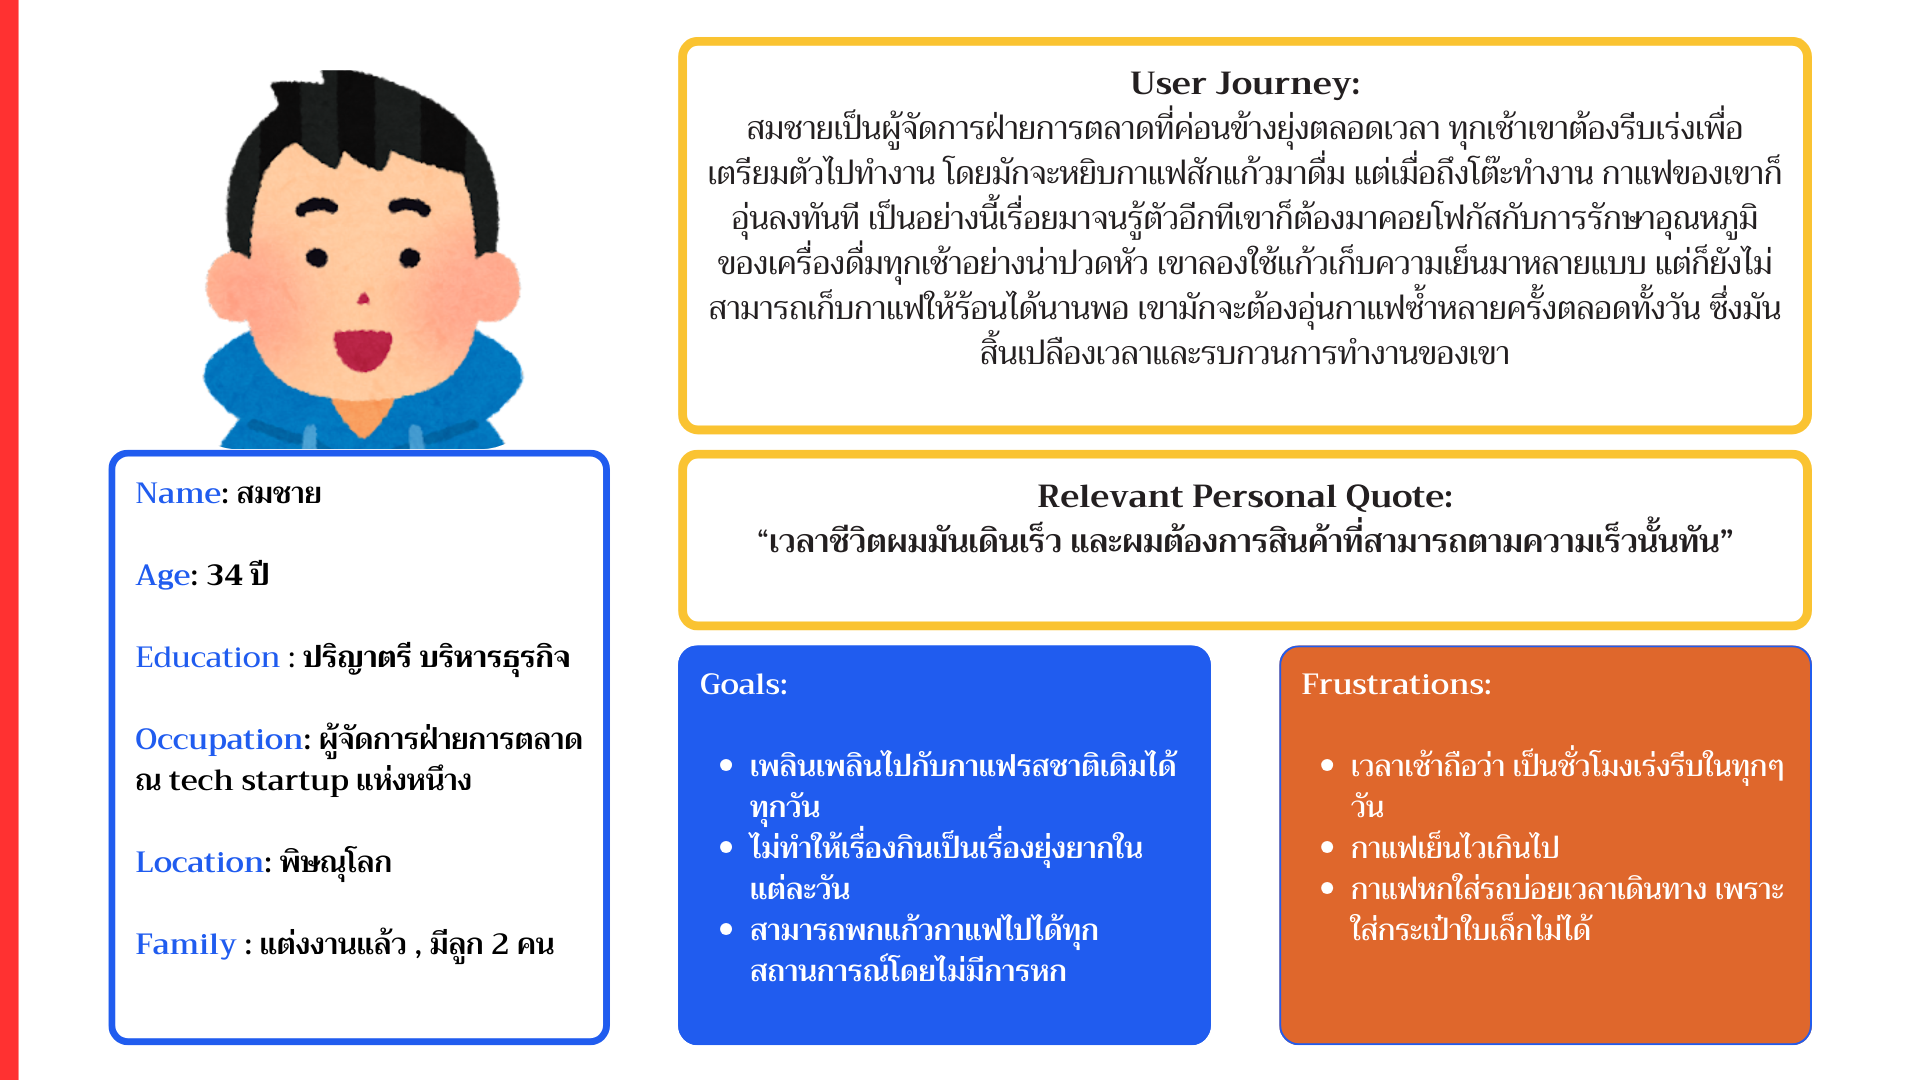 User Journey:
สมชายเป็นผู้จัดการฝ่ายการตลาดที่ค่อนข้างยุ่งตลอดเวลา ทุกเช้าเขาต้องรีบเร่งเพื่อ
เตรียมตัวไปทำงาน โดยมักจะหยิบกาแฟสักแก้วมาดื่ม แต่เมื่อถึงโต๊ะทำงาน กาแฟของเขาก็
อุ่นลงทันที เป็นอย่างนี้เรื่อยมาจนรู้ตัวอีกทีเขาก็ต้องมาคอยโฟกัสกับการรักษาอุณหภูมิ
ของเครื่องดื่มทุกเช้าอย่างน่าปวดหัว เขาลองใช้แก้วเก็บความเย็นมาหลายแบบ แต่ก็ยังไม่
สามารถเก็บกาแฟให้ร้อนได้นานพอ เขามักจะต้องอุ่นกาแฟซ้ำหลายครั้งตลอดทั้งวัน ซึ่งมัน
สิ้นเปลืองเวลาและรบกวนการทำงานของเขา
Name: สมชาย
Age: 34 ปี
Education : ปริญาตรี บริหารธุรกิจ
Occupation: ผู้จัดการฝ่ายการตลาด
ณ tech startup แห่งหนึาง
Location: พิษณุโลก
Family : แต่งงานแล้ว , มีลูก 2 คน
Relevant Personal Quote:
“เวลาชีวิตผมมันเดินเร็ว และผมต้องการสินค้าที่สามารถตามความเร็วนั้นทัน”
Goals:
• เพลินเพลินไปกับกาแฟรสชาติเดิมได้
ทุกวัน
• ไม่ทำให้เรื่องกินเป็นเรื่องยุ่งยากใน
แต่ละวัน
• สามารถพกแก้วกาแฟไปได้ทุก
สถานการณ์โดยไม่มีการหก
Frustrations:
• เวลาเช้าถือว่า เป็นชั่วโมงเร่งรีบในทุกๆ
วัน
• กาแฟเย็นไวเกินไป
• กาแฟหกใส่รถบ่อยเวลาเดินทาง เพราะ
ใส่กระเป๋าใบเล็กไม่ได้